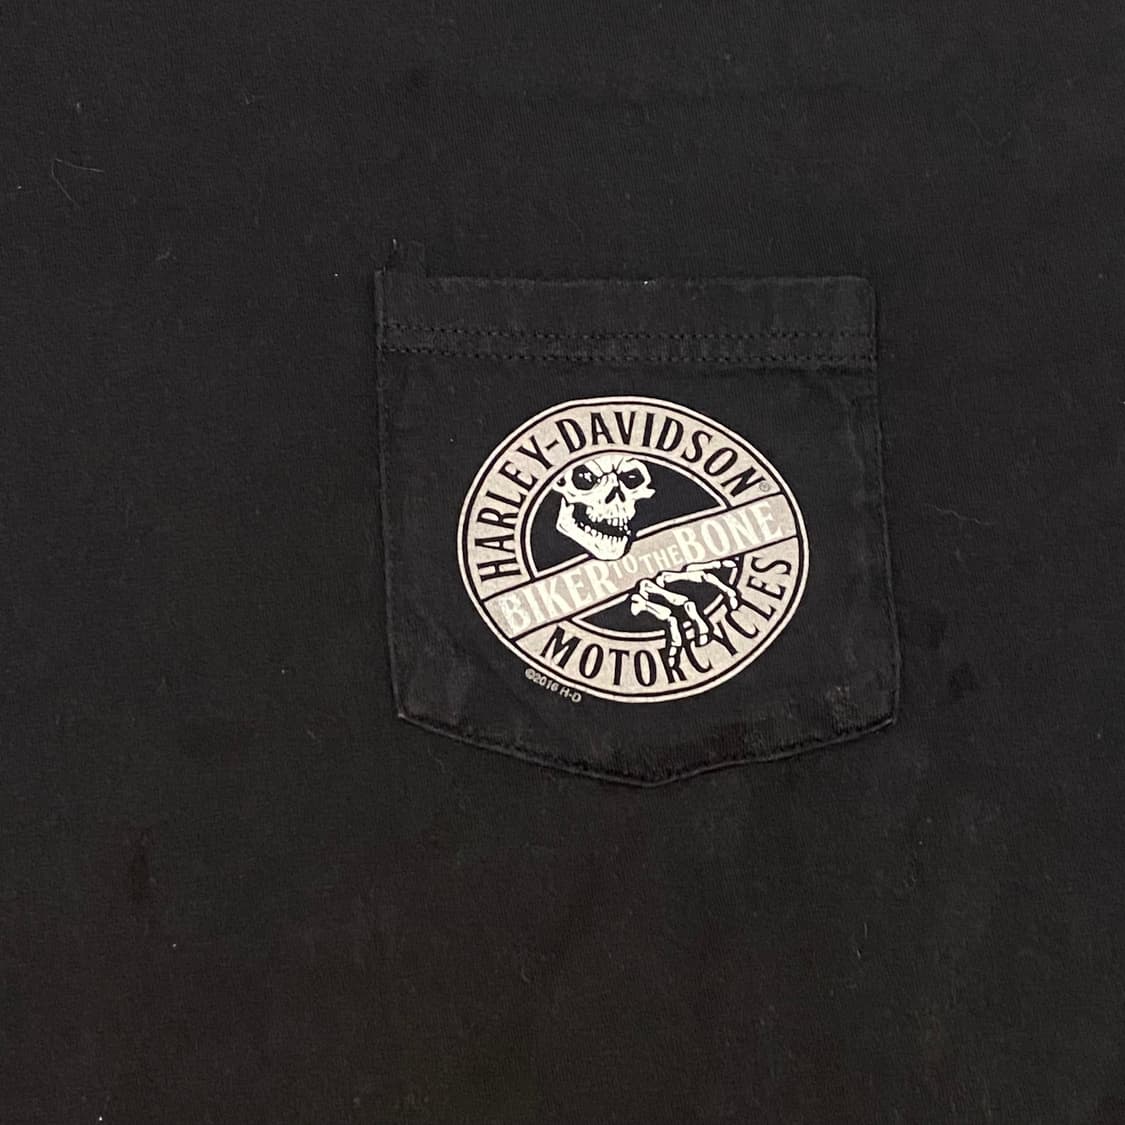 HARLEY-DAVIDSON®
BIKER TO THE BONE
MOTORCYCLES
©2016 H-D